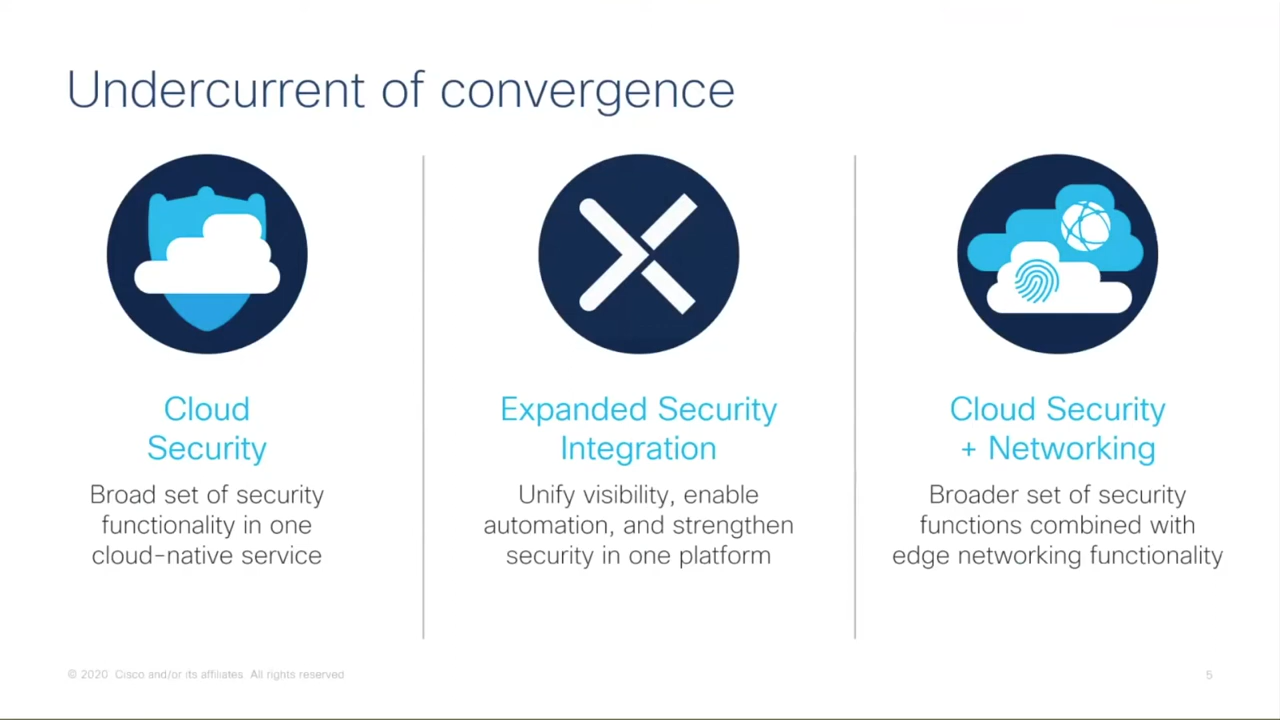 Undercurrent of convergence
Cloud
Security
Broad set of security
functionality in one
cloud-native service
Expanded Security
Integration
Unify visibility, enable
automation, and strengthen
security in one platform
Cloud Security
+ Networking
Broader set of security
functions combined with
edge networking functionality
© 2020 Cisco and/or its affiliates. All rights reserved
5